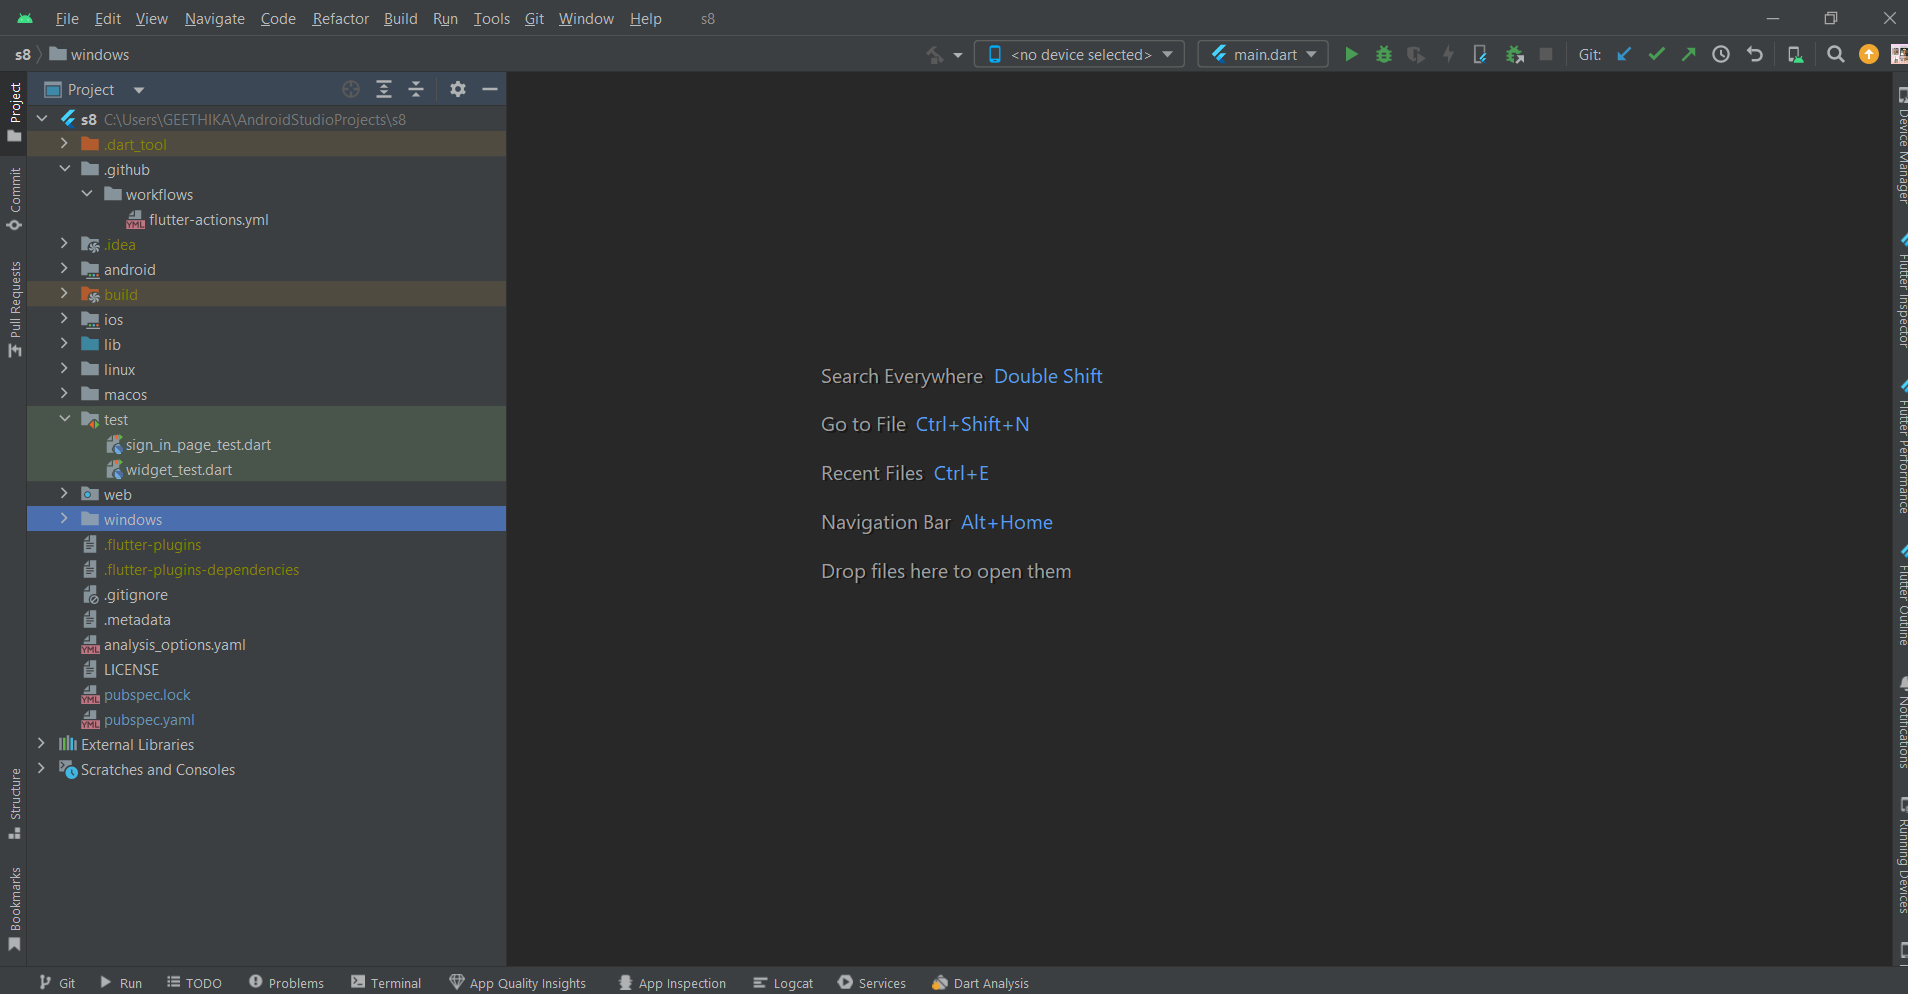 File Edit View Navigate Code Refactor Build Run Tools Git Window Help s8
s8 windows <no device selected> main.dart Git:
Project
s8 C:\Users\GEETHIKA\AndroidStudioProjects\s8
.dart_tool
.github
workflows
flutter-actions.yml
.idea
android
build
ios
lib
linux
macos
test
sign_in_page_test.dart
widget_test.dart
web
windows
.flutter-plugins
.flutter-plugins-dependencies
.gitignore
.metadata
analysis_options.yaml
LICENSE
pubspec.lock
pubspec.yaml
External Libraries
Scratches and Consoles
Project
Commit
Pull Requests
Structure
Bookmarks
Search Everywhere Double Shift
Go to File Ctrl+Shift+N
Recent Files Ctrl+E
Navigation Bar Alt+Home
Drop files here to open them
Device Manager
Flutter Inspector
Flutter Performance
Flutter Outline
Notifications
Running Devices
Git Run TODO Problems Terminal App Quality Insights App Inspection Logcat Services Dart Analysis